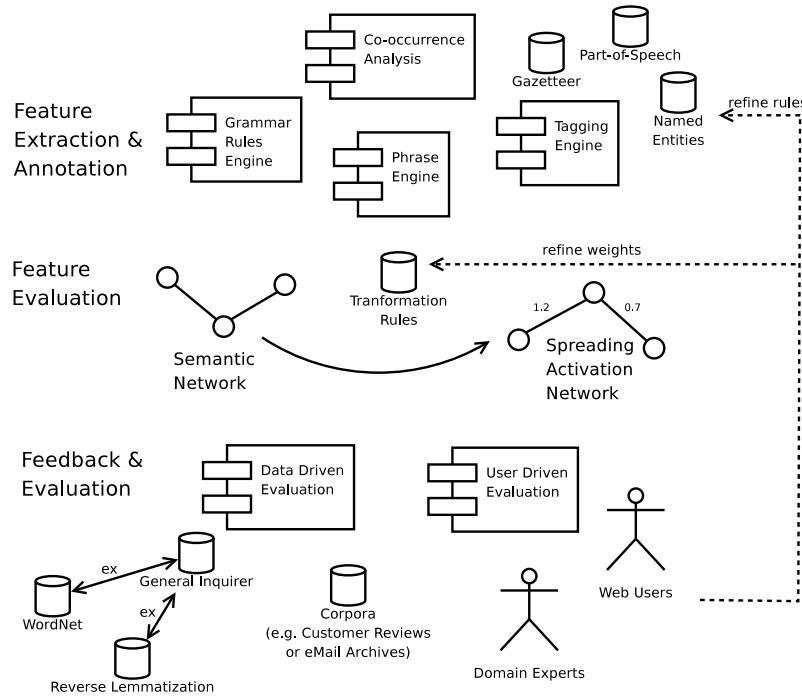 Co-occurrence
Analysis
Part-of-Speech
Gazetteer
Feature
Extraction &
Annotation
Grammar
Rules
Engine
Phrase
Engine
Tagging
Engine
Named
Entities
refine rules
Feature
Evaluation
refine weights
Tranformation
Rules
1.2
0.7
Semantic
Network
Spreading
Activation
Network
Feedback &
Evaluation
Data Driven
Evaluation
User Driven
Evaluation
ex
General Inquirer
WordNet
ex
Reverse Lemmatization
Corpora
(e.g. Customer Reviews
or eMail Archives)
Web Users
Domain Experts